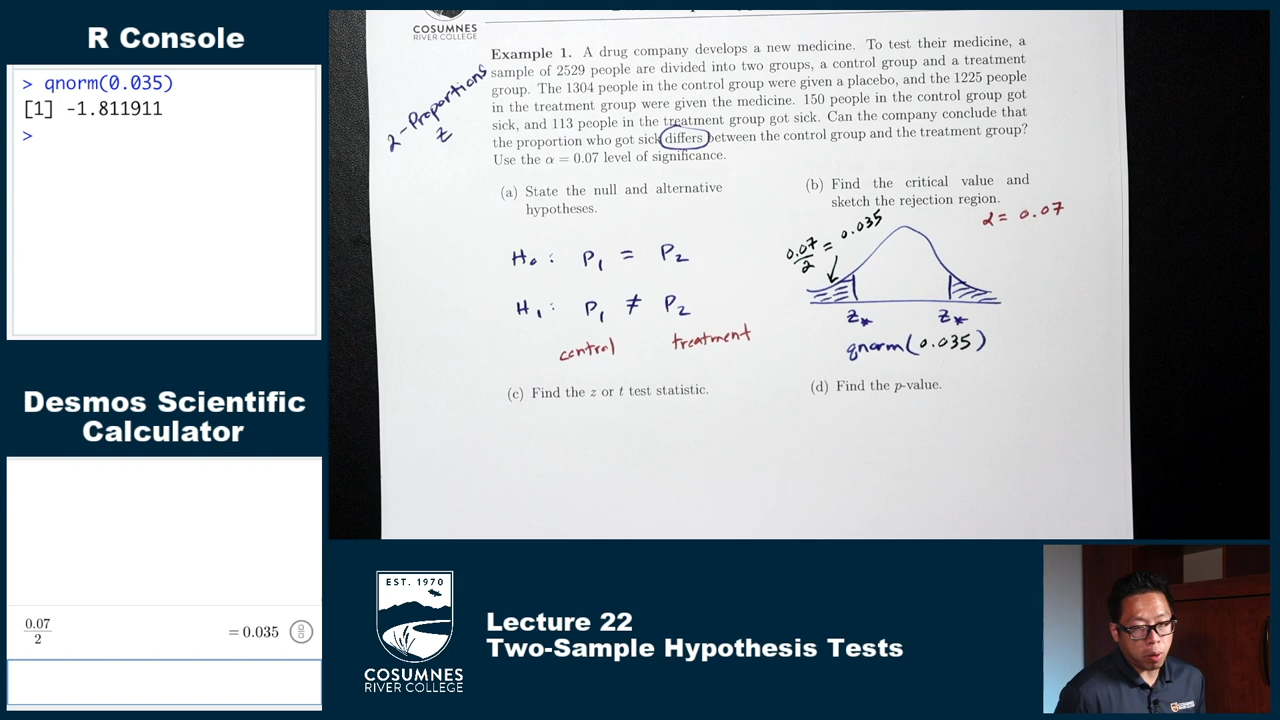 R Console
> qnorm(0.035)
[1] -1.811911
>
Desmos Scientific
Calculator
0.07
2
= 0.035
COSUMNES
RIVER COLLEGE
2-Proportions
Z
Example 1. A drug company develops a new medicine. To test their medicine, a
sample of 2529 people are divided into two groups, a control group and a treatment
group. The 1304 people in the control group were given a placebo, and the 1225 people
in the treatment group were given the medicine. 150 people in the control group got
sick, and 113 people in the treatment group got sick. Can the company conclude that
the proportion who got sick differs between the control group and the treatment group?
Use the α = 0.07 level of significance.
(a) State the null and alternative
hypotheses.
H₀ : P₁ = P₂
H₁ : P₁ ≠ P₂
control treatment
(b) Find the critical value and
sketch the rejection region.
α = 0.07
0.07
2
= 0.035
Z* Z*
qnorm(0.035)
(c) Find the z or t test statistic.
(d) Find the p-value.
EST. 1970
COSUMNES
RIVER COLLEGE
Lecture 22
Two-Sample Hypothesis Tests
COSUMNES